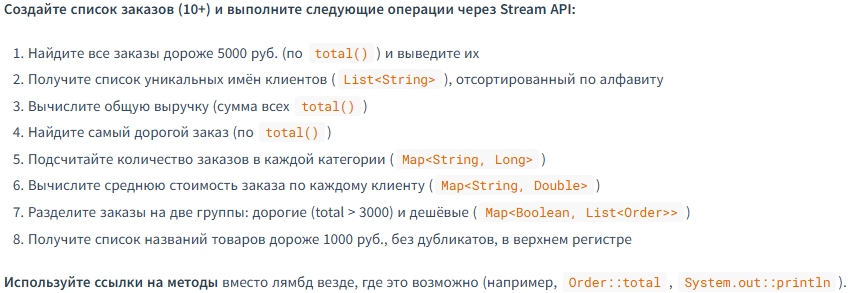 Создайте список заказов (10+) и выполните следующие операции через Stream API:
1. Найдите все заказы дороже 5000 руб. (по total() ) и выведите их
2. Получите список уникальных имён клиентов ( List<String> ), отсортированный по алфавиту
3. Вычислите общую выручку (сумма всех total() )
4. Найдите самый дорогой заказ (по total() )
5. Подсчитайте количество заказов в каждой категории ( Map<String, Long> )
6. Вычислите среднюю стоимость заказа по каждому клиенту ( Map<String, Double> )
7. Разделите заказы на две группы: дорогие (total > 3000) и дешёвые ( Map<Boolean, List<Order>> )
8. Получите список названий товаров дороже 1000 руб., без дубликатов, в верхнем регистре
Используйте ссылки на методы вместо лямбд везде, где это возможно (например, Order::total , System.out::println ).